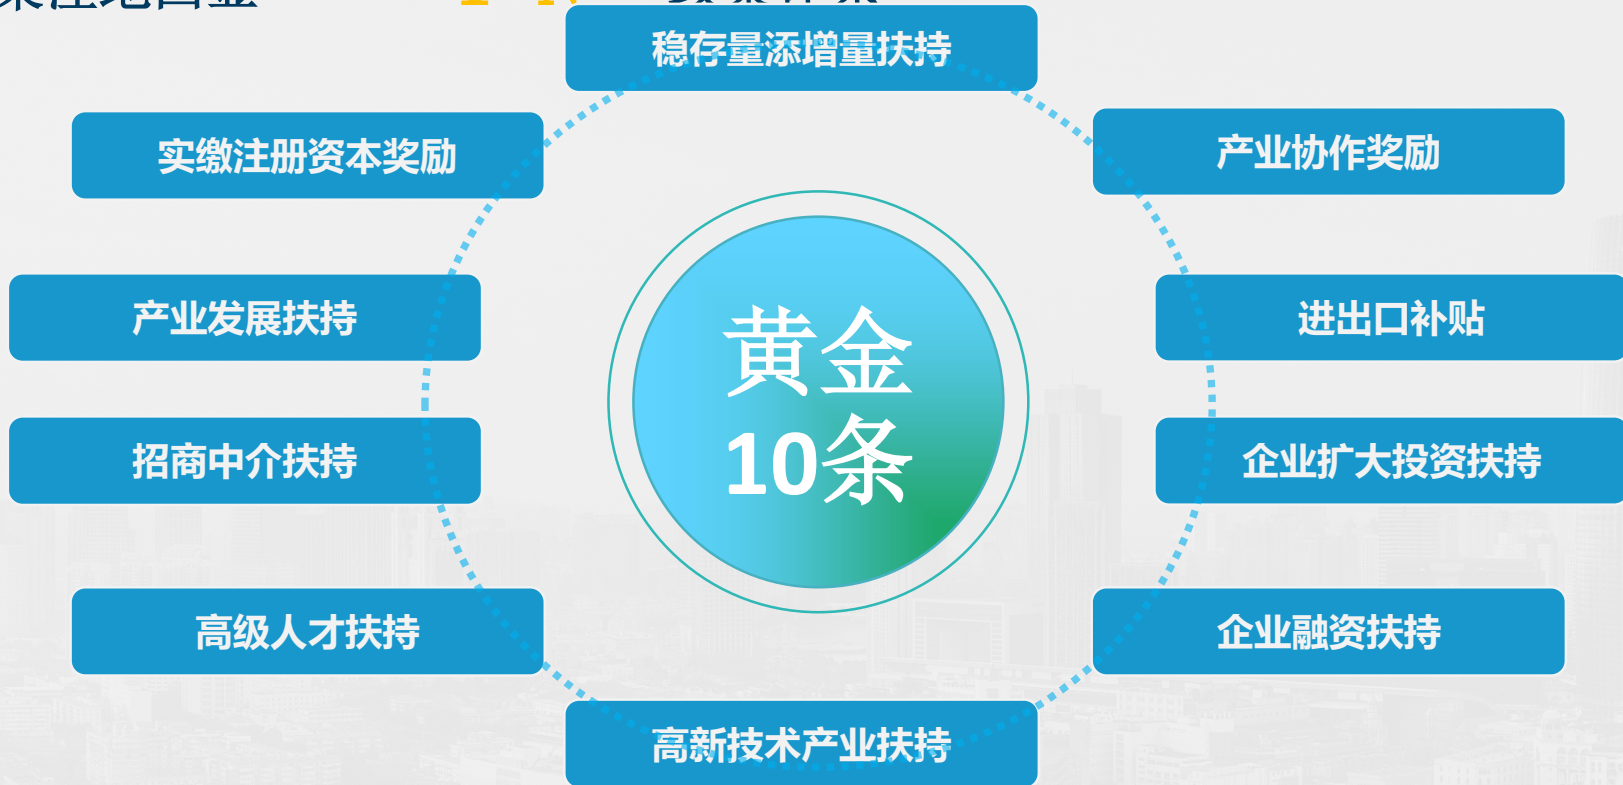 稳存量添增量扶持
实缴注册资本奖励
产业协作奖励
产业发展扶持
进出口补贴
黄金
10条
招商中介扶持
企业扩大投资扶持
高级人才扶持
企业融资扶持
高新技术产业扶持